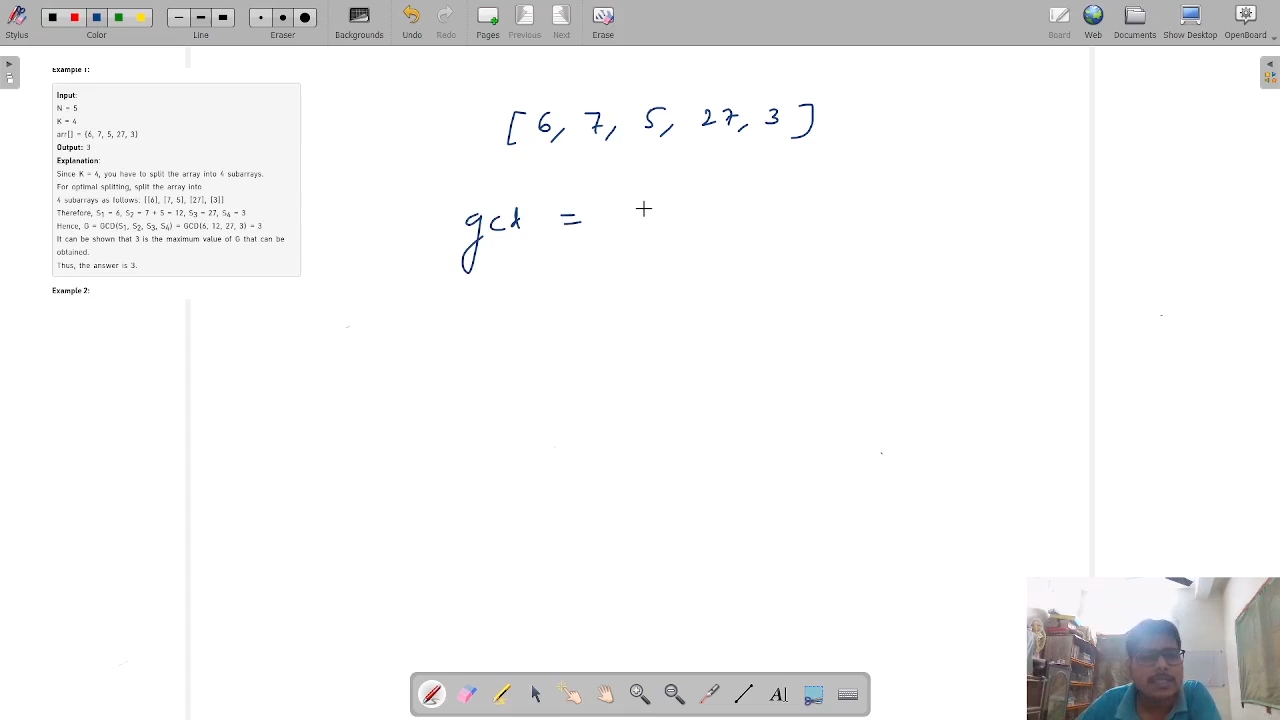 Stylus Color Line Eraser Backgrounds Undo Redo Pages Previous Next Erase Board Web Documents Show Desktop OpenBoard
Example 1:
Input:
N = 5
K = 4
arr[] = {6, 7, 5, 27, 3}
Output: 3
Explanation:
Since K = 4, you have to split the array into 4 subarrays.
For optimal splitting, split the array into
4 subarrays as follows: [[6], [7, 5], [27], [3]]
Therefore, S₁ = 6, S₂ = 7 + 5 = 12, S₃ = 27, S₄ = 3
Hence, G = GCD(S₁, S₂, S₃, S₄) = GCD(6, 12, 27, 3) = 3
It can be shown that 3 is the maximum value of G that can be
obtained.
Thus, the answer is 3.
Example 2:
[ 6, 7, 5, 27, 3 ]
gcd =
AI